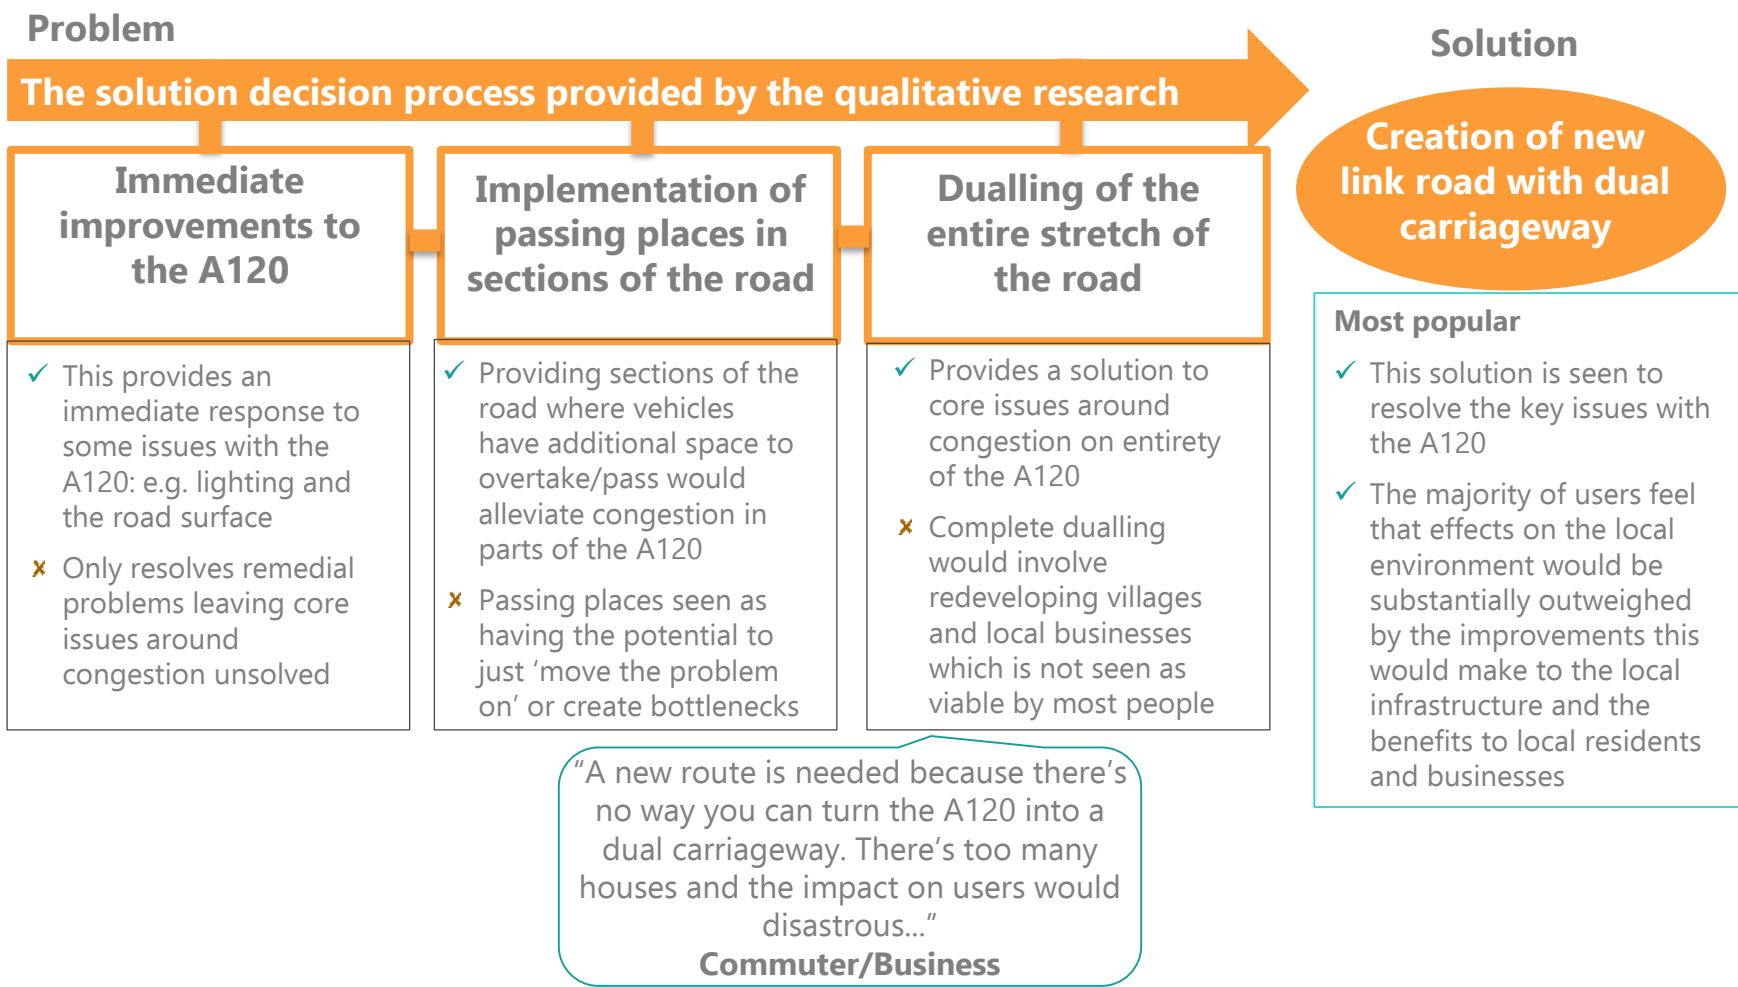 Problem
Solution
The solution decision process provided by the qualitative research
Immediate
improvements to
the A120
✓ This provides an
immediate response to
some issues with the
A120: e.g. lighting and
the road surface
✗ Only resolves remedial
problems leaving core
issues around
congestion unsolved
Implementation of
passing places in
sections of the road
✓ Providing sections of the
road where vehicles
have additional space to
overtake/pass would
alleviate congestion in
parts of the A120
✗ Passing places seen as
having the potential to
just ‘move the problem
on’ or create bottlenecks
Dualling of the
entire stretch of
the road
✓ Provides a solution to
core issues around
congestion on entirety
of the A120
✗ Complete dualling
would involve
redeveloping villages
and local businesses
which is not seen as
viable by most people
“A new route is needed because there’s
no way you can turn the A120 into a
dual carriageway. There’s too many
houses and the impact on users would
disastrous...”
Commuter/Business
Creation of new
link road with dual
carriageway
Most popular
✓ This solution is seen to
resolve the key issues with
the A120
✓ The majority of users feel
that effects on the local
environment would be
substantially outweighed
by the improvements this
would make to the local
infrastructure and the
benefits to local residents
and businesses